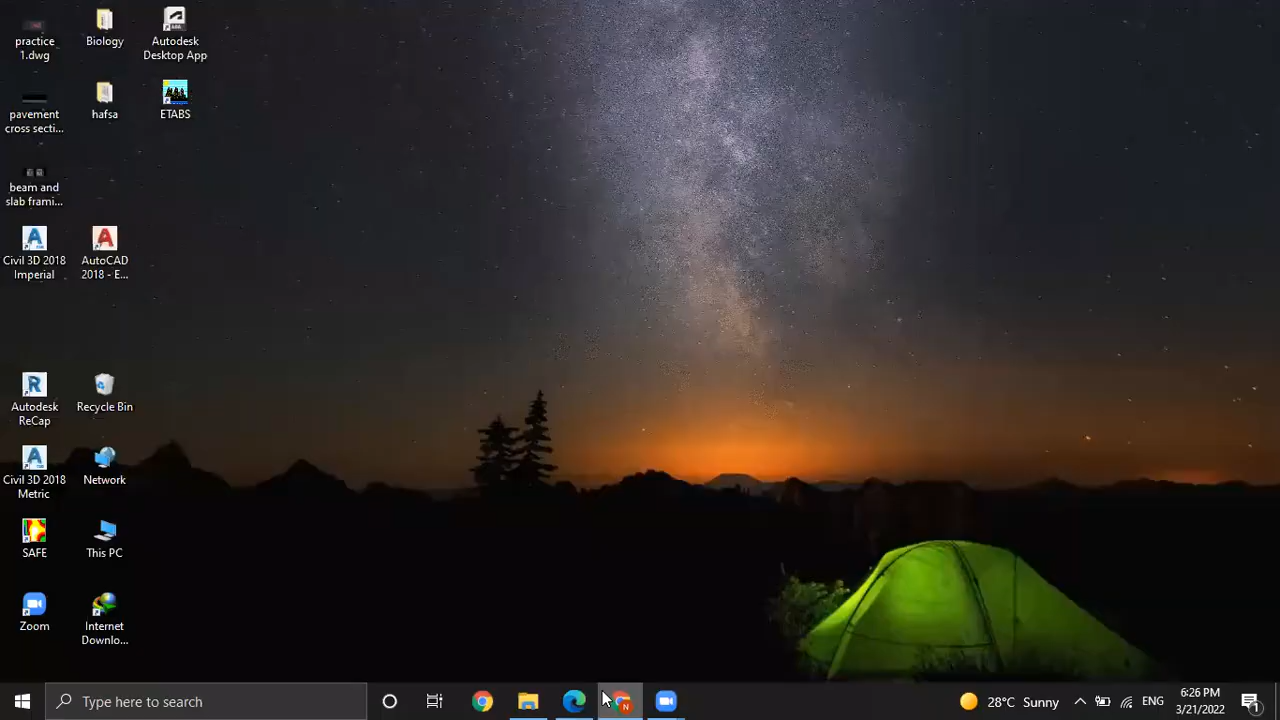 practice
1.dwg
Biology
Autodesk
Desktop App
pavement
cross secti...
hafsa
ETABS
beam and
slab frami...
Civil 3D 2018
Imperial
AutoCAD
2018 - E...
Autodesk
ReCap
Recycle Bin
Civil 3D 2018
Metric
Network
SAFE
This PC
Zoom
Internet
Downlo...
Type here to search
28°C Sunny
ENG
6:26 PM
3/21/2022